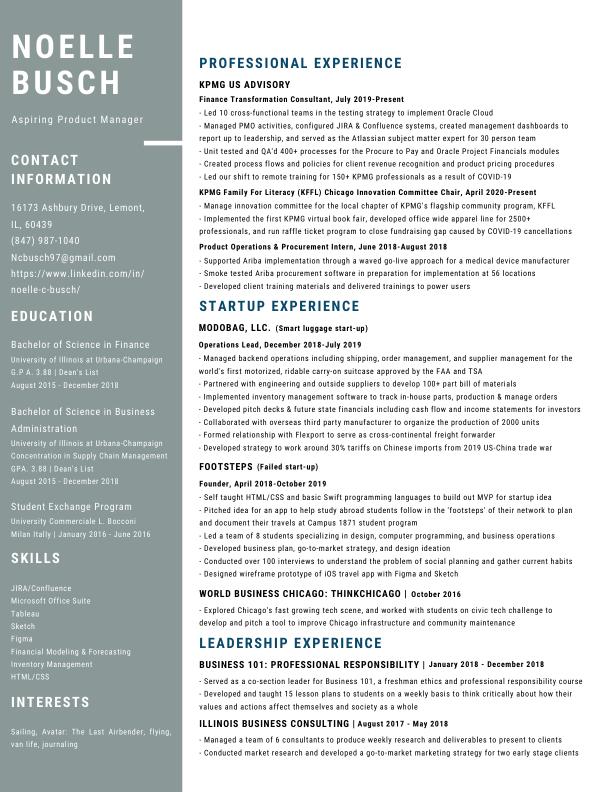 NOELLE
BUSCH
Aspiring Product Manager
CONTACT
INFORMATION
16173 Ashbury Drive, Lemont,
IL, 60439
(847) 987-1040
Ncbusch97@gmail.com
https://www.linkedin.com/in/
noelle-c-busch/
EDUCATION
Bachelor of Science in Finance
University of Illinois at Urbana-Champaign
G.P A. 3.88 | Dean's List
August 2015 - December 2018
Bachelor of Science in Business
Administration
University of Illinois at Urbana-Champaign
Concentration in Supply Chain Management
GPA. 3.88 | Dean's List
August 2015 - December 2018
Student Exchange Program
University Commerciale L. Bocconi
Milan Itally | January 2016 - June 2016
SKILLS
JIRA/Confluence
Microsoft Office Suite
Tableau
Sketch
Figma
Financial Modeling & Forecasting
Inventory Management
HTML/CSS
INTERESTS
Sailing, Avatar: The Last Airbender, flying,
van life, journaling
PROFESSIONAL EXPERIENCE
KPMG US ADVISORY
Finance Transformation Consultant, July 2019-Present
- Led 10 cross-functional teams in the testing strategy to implement Oracle Cloud
- Managed PMO activities, configured JIRA & Confluence systems, created management dashboards to
report up to leadership, and served as the Atlassian subject matter expert for 30 person team
- Unit tested and QA'd 400+ processes for the Procure to Pay and Oracle Project Financials modules
- Created process flows and policies for client revenue recognition and product pricing procedures
- Led our shift to remote training for 150+ KPMG professionals as a result of COVID-19
KPMG Family For Literacy (KFFL) Chicago Innovation Committee Chair, April 2020-Present
- Manage innovation committee for the local chapter of KPMG's flagship community program, KFFL
- Implemented the first KPMG virtual book fair, developed office wide apparel line for 2500+
professionals, and run raffle ticket program to close fundraising gap caused by COVID-19 cancellations
Product Operations & Procurement Intern, June 2018-August 2018
- Supported Ariba implementation through a waved go-live approach for a medical device manufacturer
- Smoke tested Ariba procurement software in preparation for implementation at 56 locations
- Developed client training materials and delivered trainings to power users
STARTUP EXPERIENCE
MODOBAG, LLC. (Smart luggage start-up)
Operations Lead, December 2018-July 2019
- Managed backend operations including shipping, order management, and supplier management for the
world's first motorized, ridable carry-on suitcase approved by the FAA and TSA
- Partnered with engineering and outside suppliers to develop 100+ part bill of materials
- Implemented inventory management software to track in-house parts, production & manage orders
- Developed pitch decks & future state financials including cash flow and income statements for investors
- Collaborated with overseas third party manufacturer to organize the production of 2000 units
- Formed relationship with Flexport to serve as cross-continental freight forwarder
- Developed strategy to work around 30% tariffs on Chinese imports from 2019 US-China trade war
FOOTSTEPS (Failed start-up)
Founder, April 2018-October 2019
- Self taught HTML/CSS and basic Swift programming languages to build out MVP for startup idea
- Pitched idea for an app to help study abroad students follow in the 'footsteps' of their network to plan
and document their travels at Campus 1871 student program
- Led a team of 8 students specializing in design, computer programming, and business operations
- Developed business plan, go-to-market strategy, and design ideation
- Conducted over 100 interviews to understand the problem of social planning and gather current habits
- Designed wireframe prototype of iOS travel app with Figma and Sketch
WORLD BUSINESS CHICAGO: THINKCHICAGO | October 2016
- Explored Chicago's fast growing tech scene, and worked with students on civic tech challenge to
develop and pitch a tool to improve Chicago infrastructure and community maintenance
LEADERSHIP EXPERIENCE
BUSINESS 101: PROFESSIONAL RESPONSIBILITY | January 2018 - December 2018
- Served as a co-section leader for Business 101, a freshman ethics and professional responsibility course
- Developed and taught 15 lesson plans to students on a weekly basis to think critically about how their
values and actions affect themselves and society as a whole
ILLINOIS BUSINESS CONSULTING | August 2017 - May 2018
- Managed a team of 6 consultants to produce weekly research and deliverables to present to clients
- Conducted market research and developed a go-to-market marketing strategy for two early stage clients